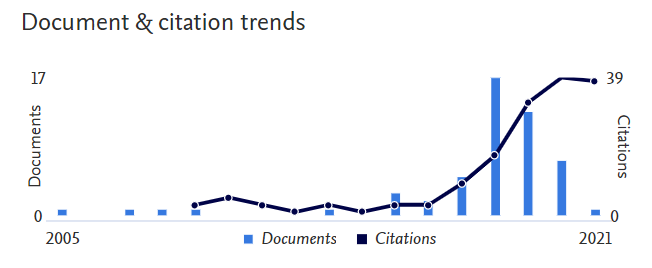 Document & citation trends
17
39
Documents
Citations
0
0
2005
2021
Documents
Citations